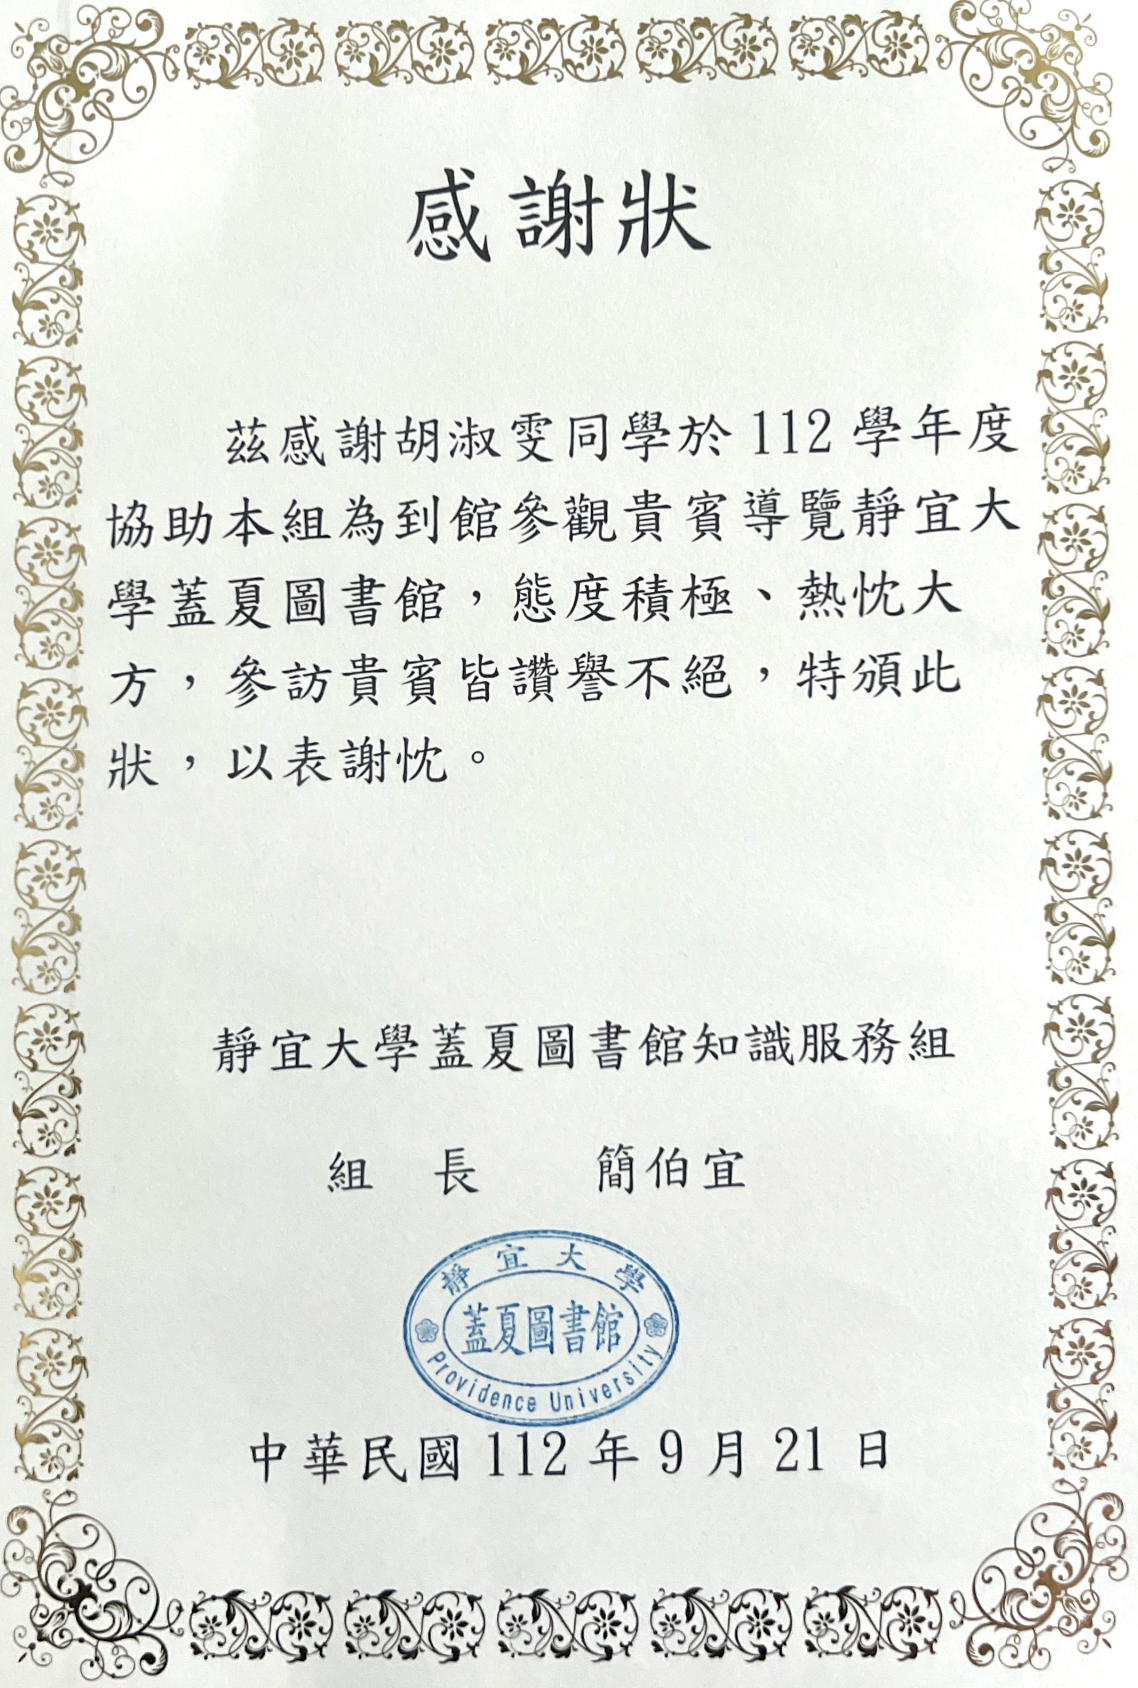 感謝狀
茲感謝胡淑雯同學於 112 學年度
協助本組為到館參觀貴賓導覽靜宜大
學蓋夏圖書館，態度積極、熱忱大
方，參訪貴賓皆讚譽不絕，特頒此
狀，以表謝忱。
靜宜大學蓋夏圖書館知識服務組
組　長　　簡伯宜
靜宜大學
蓋夏圖書館
Providence University
中華民國 112 年 9 月 21 日